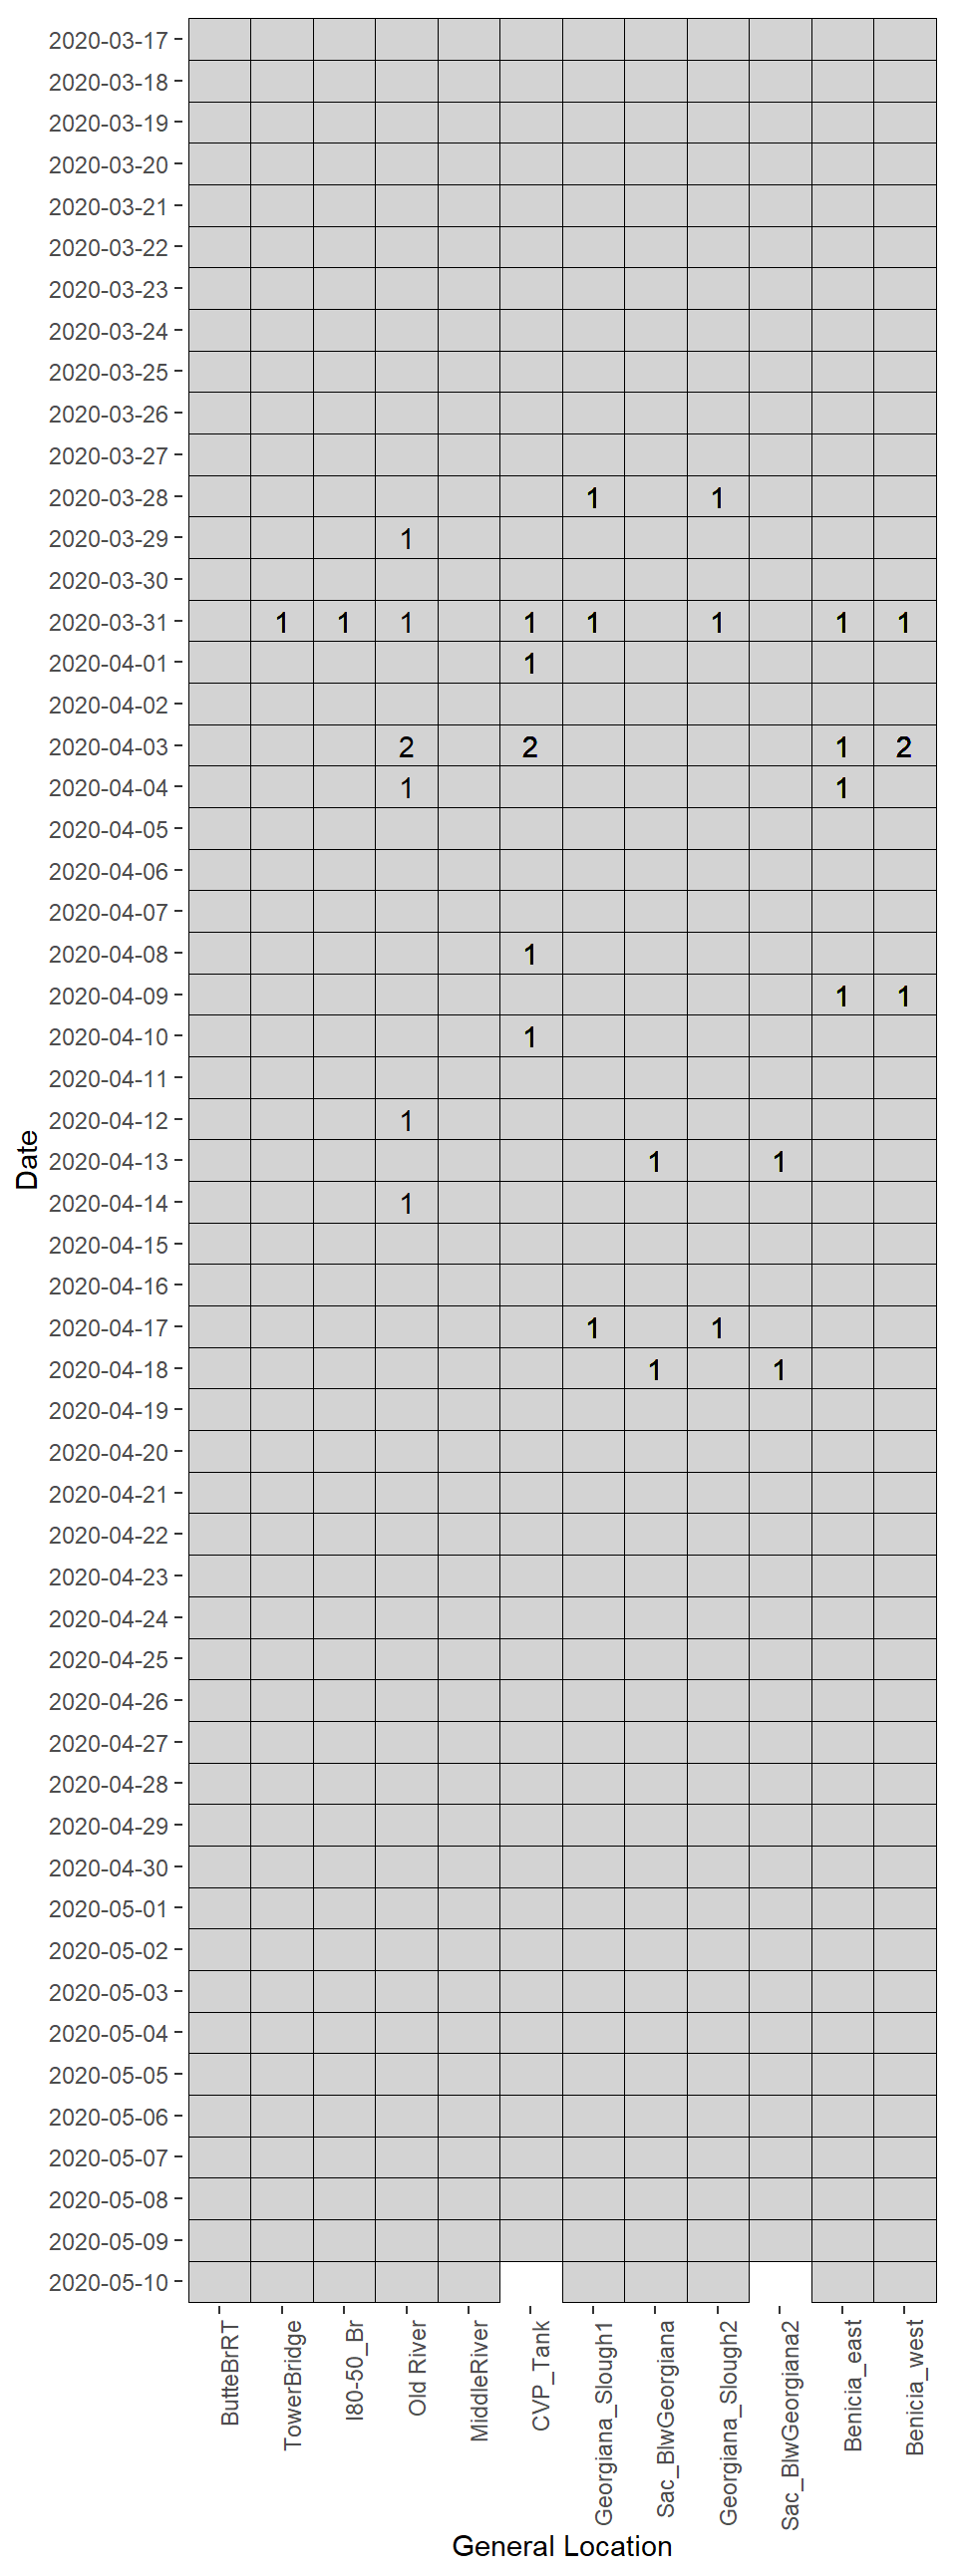 2020-03-17
2020-03-18
2020-03-19
2020-03-20
2020-03-21
2020-03-22
2020-03-23
2020-03-24
2020-03-25
2020-03-26
2020-03-27
2020-03-28 1 1
2020-03-29 1
2020-03-30
2020-03-31 1 1 1 1 1 1 1 1
2020-04-01 1
2020-04-02
2020-04-03 2 2 1 2
2020-04-04 1 1
2020-04-05
2020-04-06
2020-04-07
2020-04-08 1
2020-04-09 1 1
2020-04-10 1
2020-04-11
2020-04-12 1
2020-04-13 1 1
2020-04-14 1
2020-04-15
2020-04-16
2020-04-17 1 1
2020-04-18 1 1
2020-04-19
2020-04-20
2020-04-21
2020-04-22
2020-04-23
2020-04-24
2020-04-25
2020-04-26
2020-04-27
2020-04-28
2020-04-29
2020-04-30
2020-05-01
2020-05-02
2020-05-03
2020-05-04
2020-05-05
2020-05-06
2020-05-07
2020-05-08
2020-05-09
2020-05-10
Date
ButteBrRT
TowerBridge
I80-50_Br
Old River
MiddleRiver
CVP_Tank
Georgiana_Slough1
Sac_BlwGeorgiana
Georgiana_Slough2
Sac_BlwGeorgiana2
Benicia_east
Benicia_west
General Location